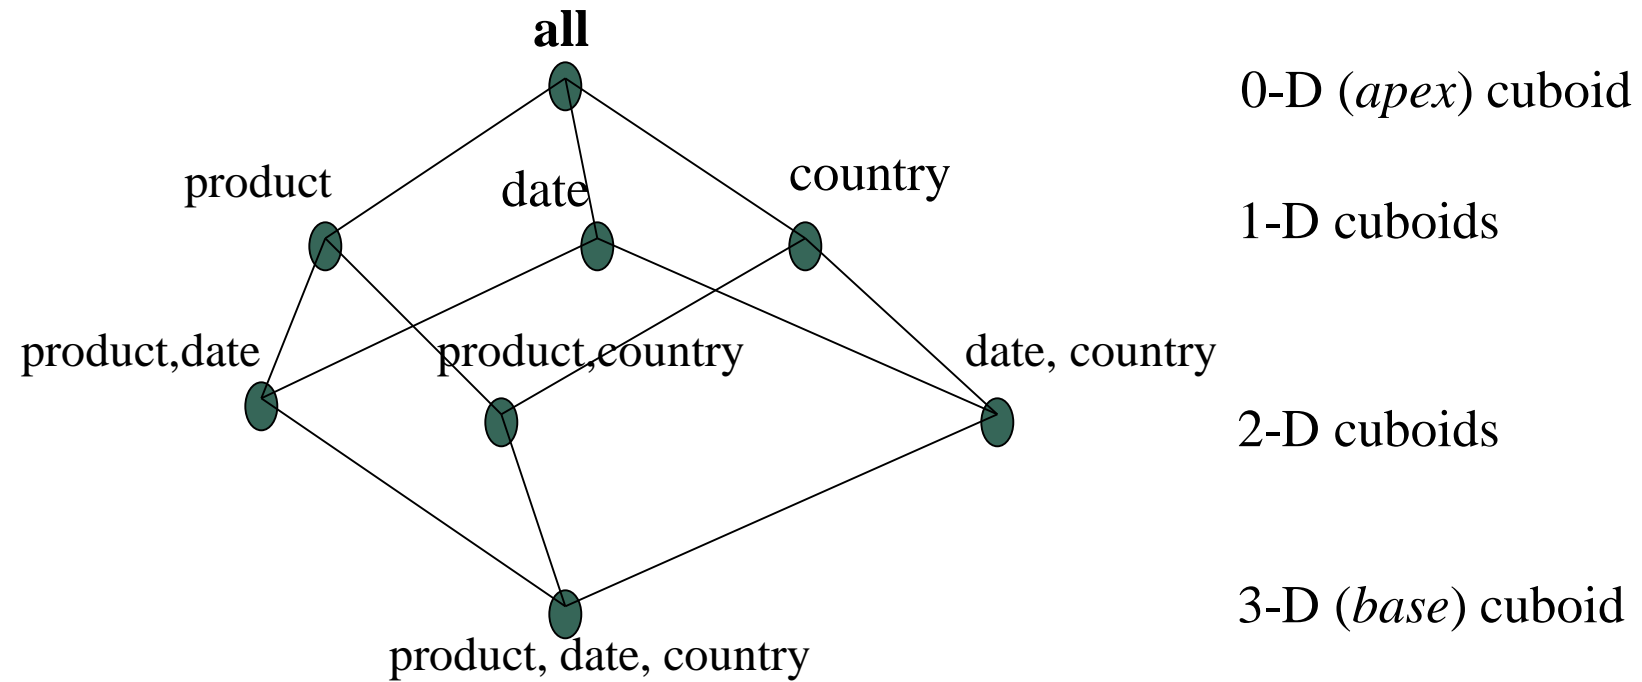 all
0-D (apex) cuboid
product
date
country
1-D cuboids
product,date
product,country
date, country
2-D cuboids
3-D (base) cuboid
product, date, country